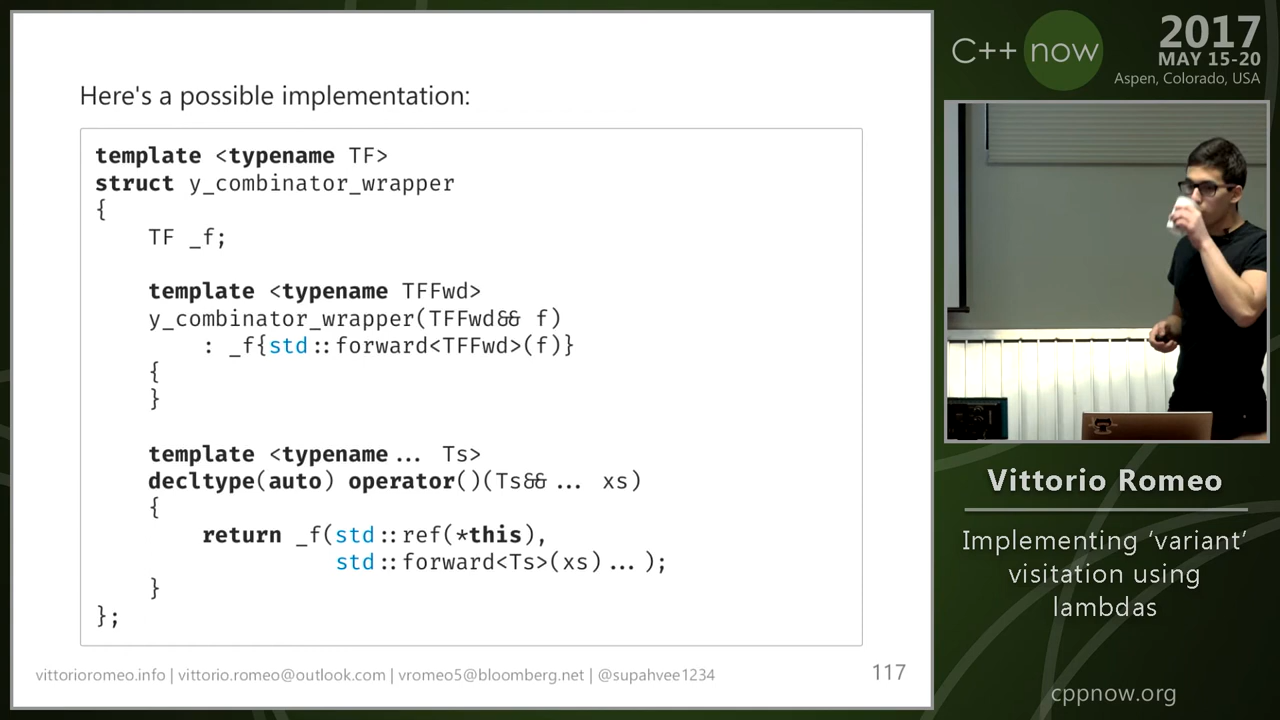 Here's a possible implementation:
template <typename TF>
struct y_combinator_wrapper
{
    TF _f;
    template <typename TFFwd>
    y_combinator_wrapper(TFFwd&& f)
        : _f{std::forward<TFFwd>(f)}
    {
    }
    template <typename... Ts>
    decltype(auto) operator()(Ts&&... xs)
    {
        return _f(std::ref(*this),
                  std::forward<Ts>(xs)...);
    }
};
vittorioromeo.info | vittorio.romeo@outlook.com | vromeo5@bloomberg.net | @supahvee1234
117
C++ now
2017
MAY 15-20
Aspen, Colorado, USA
Vittorio Romeo
Implementing ‘variant’
visitation using
lambdas
cppnow.org